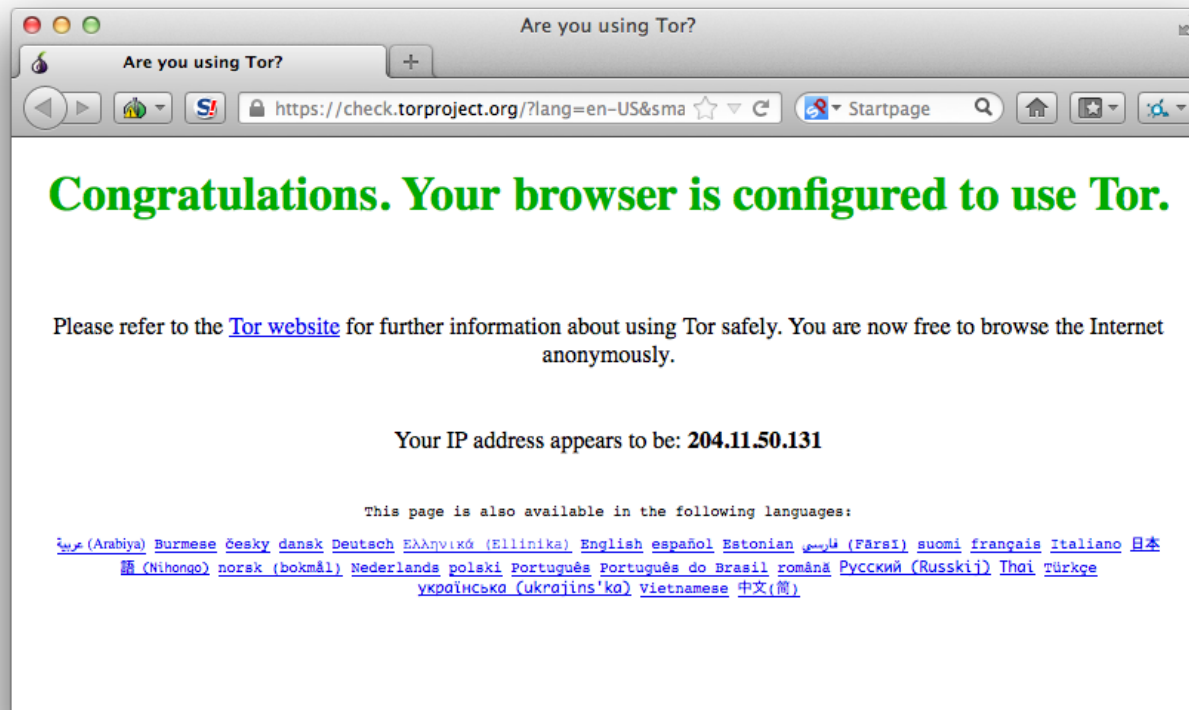 Are you using Tor?
Are you using Tor?
https://check.torproject.org/?lang=en-US&sma
Startpage
Congratulations. Your browser is configured to use Tor.
Please refer to the Tor website for further information about using Tor safely. You are now free to browse the Internet
anonymously.
Your IP address appears to be: 204.11.50.131
This page is also available in the following languages:
عربية (Arabiya) Burmese česky dansk Deutsch Ελληνικά (Ellinika) English español Estonian فارسی (Fārsī) suomi français Italiano 日本
語 (Nihongo) norsk (bokmål) Nederlands polski Português Português do Brasil română Русский (Russkij) Thai Türkçe
українська (ukrajins'ka) Vietnamese 中文(简)